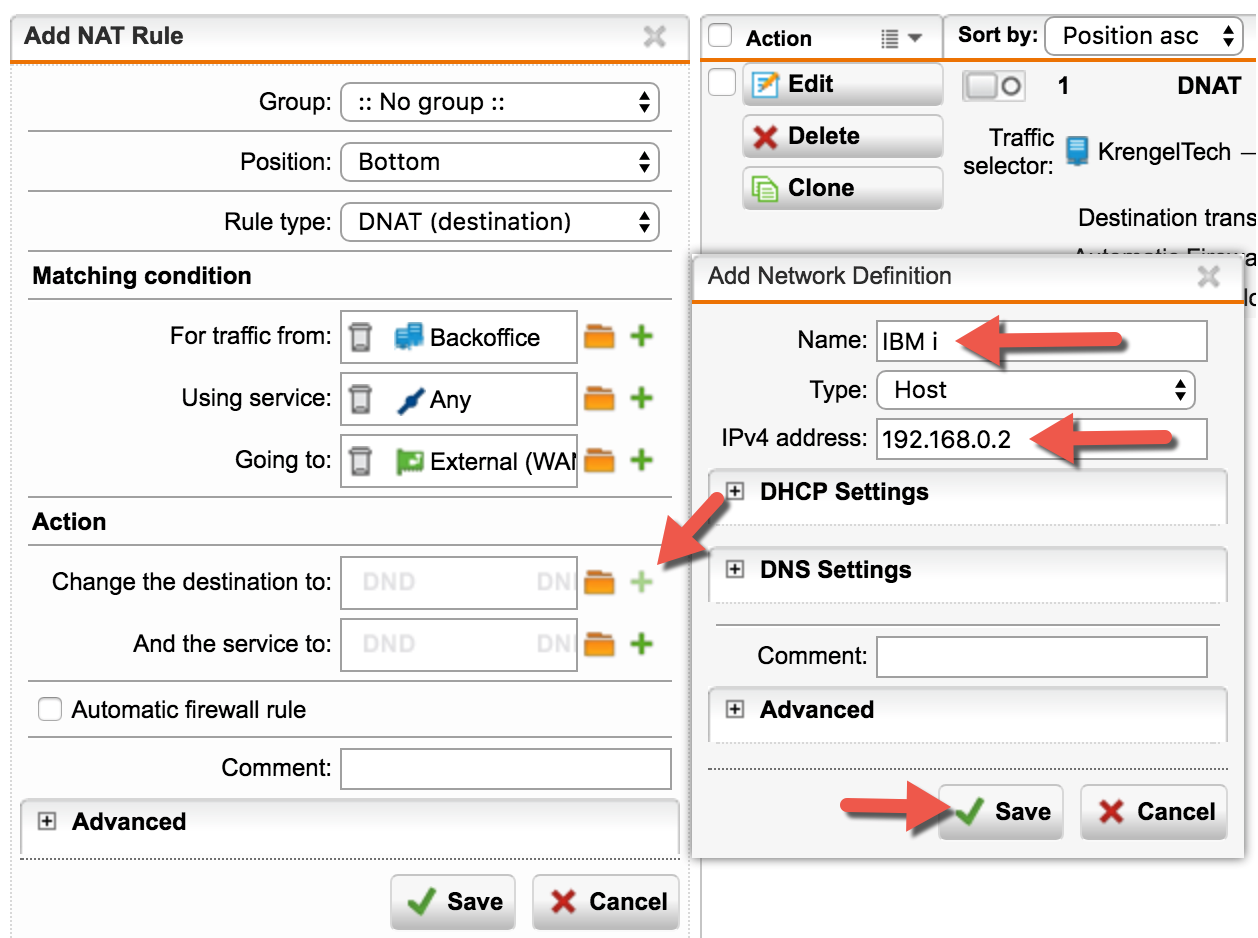 Add NAT Rule
Group: :: No group ::
Position: Bottom
Rule type: DNAT (destination)
Matching condition
For traffic from: Backoffice
Using service: Any
Going to: External (WAN
Action
Change the destination to: DND DND
And the service to: DND DND
Automatic firewall rule
Comment:
Advanced
Save Cancel
Action Sort by: Position asc
Edit 1 DNAT
Delete
Clone
Traffic
selector: KrengelTech —
Destination trans
Automatic Firewa
Add Network Definition
Name: IBM i
Type: Host
IPv4 address: 192.168.0.2
DHCP Settings
DNS Settings
Comment:
Advanced
Save Cancel